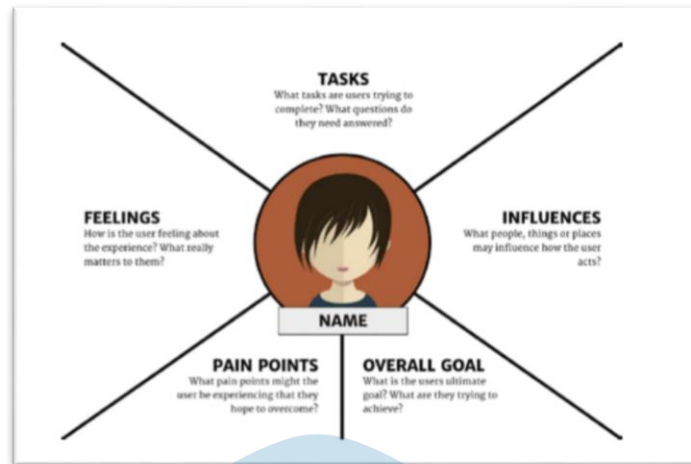 TASKS
What tasks are users trying to
complete? What questions do
they need answered?
FEELINGS
How is the user feeling about
the experience? What really
matters to them?
INFLUENCES
What people, things or places
may influence how the user
acts?
NAME
PAIN POINTS
What pain points might the
user be experiencing that they
hope to overcome?
OVERALL GOAL
What is the users ultimate
goal? What are they trying to
achieve?